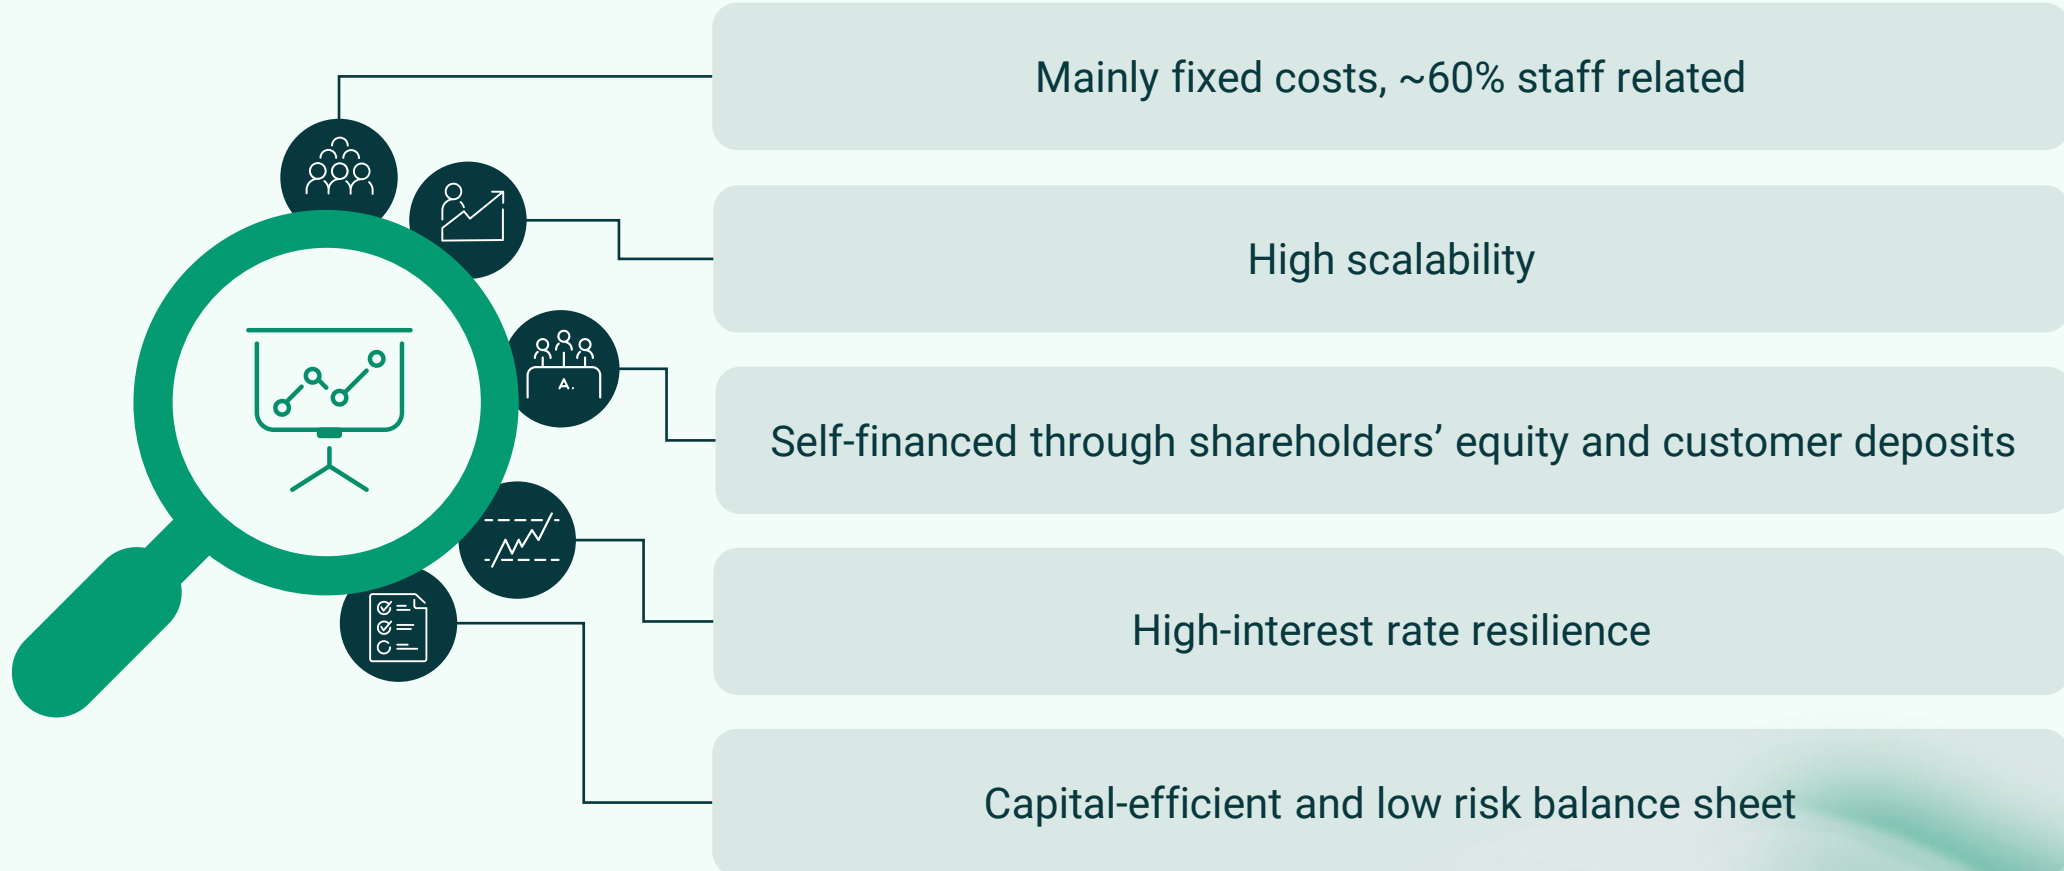 Mainly fixed costs, ~60% staff related
High scalability
A.
Self-financed through shareholders’ equity and customer deposits
High-interest rate resilience
Capital-efficient and low risk balance sheet